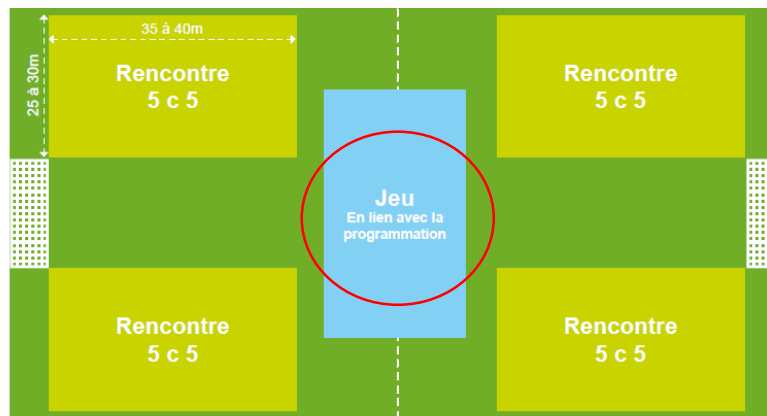 35 à 40m
25 à 30m
Rencontre
5 c 5
Rencontre
5 c 5
Jeu
En lien avec la
programmation
Rencontre
5 c 5
Rencontre
5 c 5